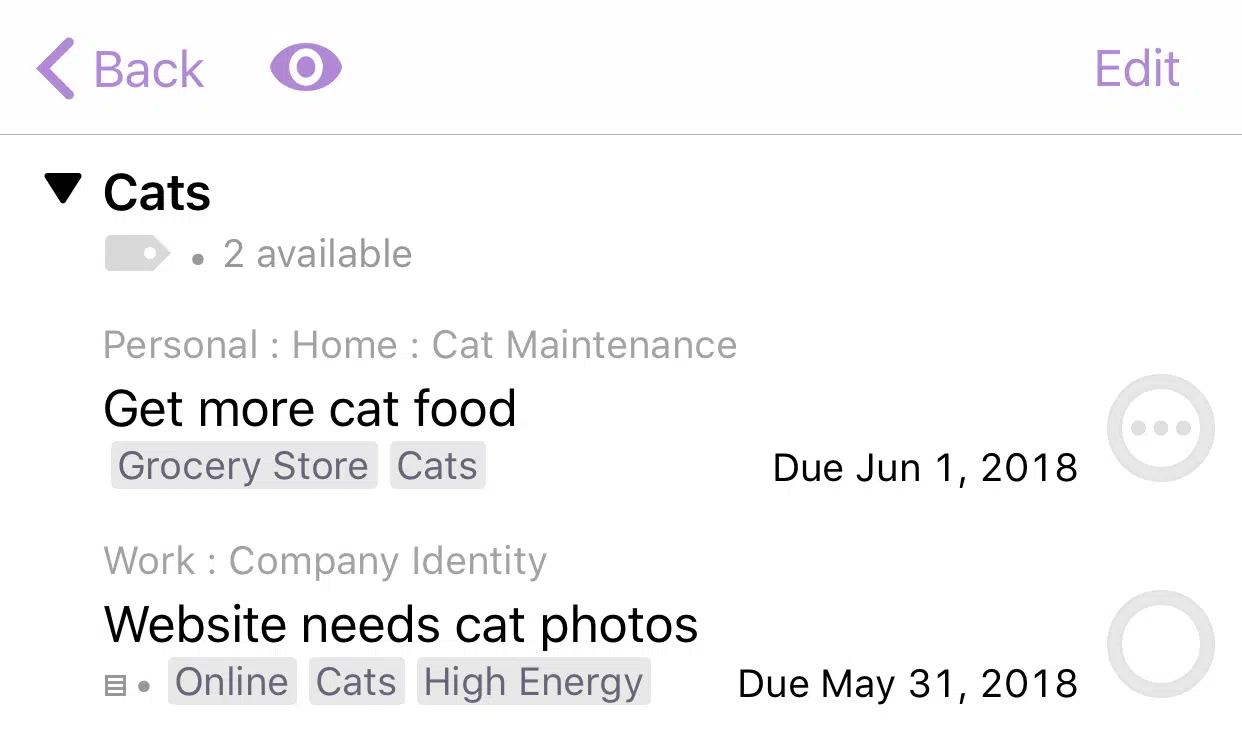 Back Edit
Cats
• 2 available
Personal : Home : Cat Maintenance
Get more cat food
Grocery Store Cats Due Jun 1, 2018
Work : Company Identity
Website needs cat photos
• Online Cats High Energy Due May 31, 2018